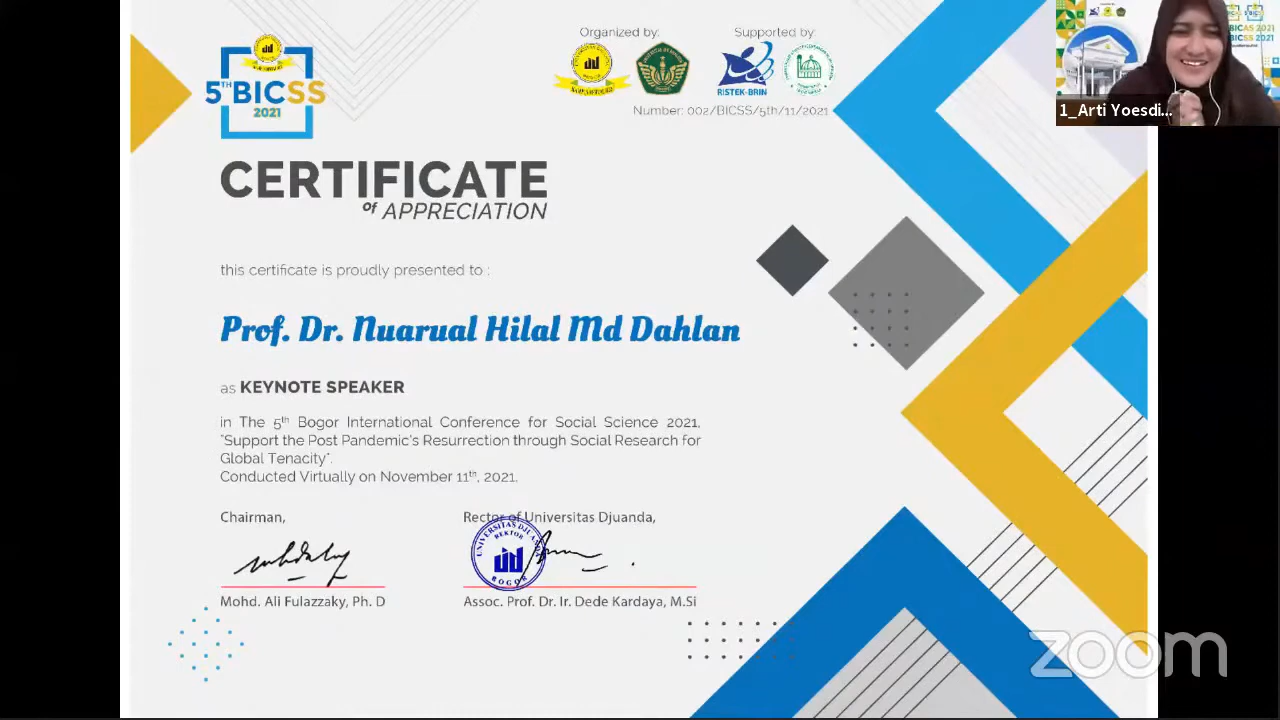 5TH BICSS
2021
Organized by:
Supported by:
RISTEK-BRIN
Number: 002/BICSS/5th/11/2021
1_Arti Yoesdi...
CERTIFICATE
of APPRECIATION
this certificate is proudly presented to :
Prof. Dr. Nuarual Hilal Md Dahlan
as KEYNOTE SPEAKER
in The 5th Bogor International Conference for Social Science 2021.
"Support the Post Pandemic's Resurrection through Social Research for
Global Tenacity".
Conducted Virtually on November 11th, 2021.
Chairman,
Rector of Universitas Djuanda,
UNIVERSITAS DJUANDA
REKTOR
BOGOR
Mohd. Ali Fulazzaky, Ph. D
Assoc. Prof. Dr. Ir. Dede Kardaya, M.Si
zoom